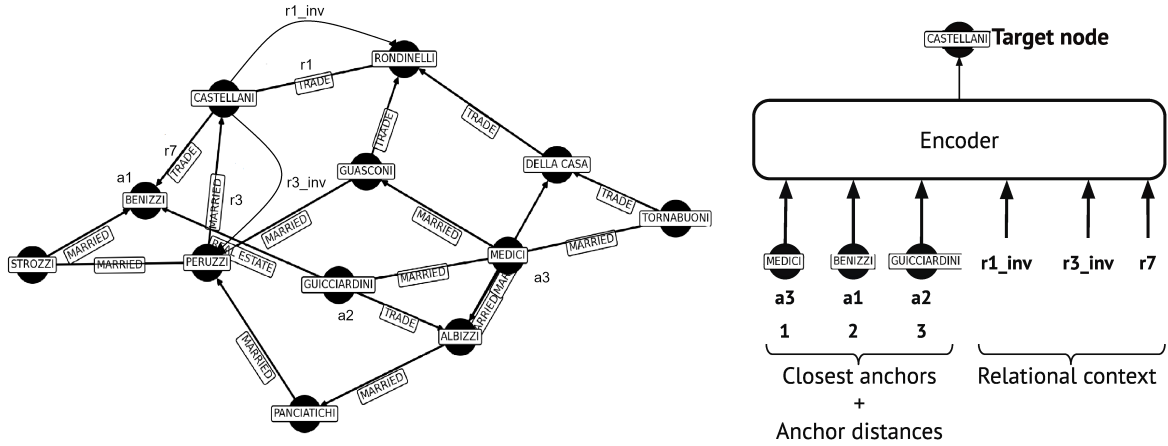 r1_inv
RONDINELLI
r1
TRADE
CASTELLANI
TRADE
TRADE
r7
TRADE
a1
BENIZZI
MARRIED
r3
r3_inv
GUASCONI
DELLA CASA
TRADE
TORNABUONI
MARRIED
MARRIED
MARRIED
MARRIED
STROZZI
MARRIED
PERUZZI
REAL ESTATE
GUICCIARDINI
MARRIED
MEDICI
a3
a2
TRADE
ALBIZZI
MARRIED
MARRIED
PANCIATICHI
CASTELLANI Target node
Encoder
MEDICI BENIZZI GUICCIARDINI r1_inv r3_inv r7
a3 a1 a2
1 2 3
Closest anchors Relational context
+
Anchor distances